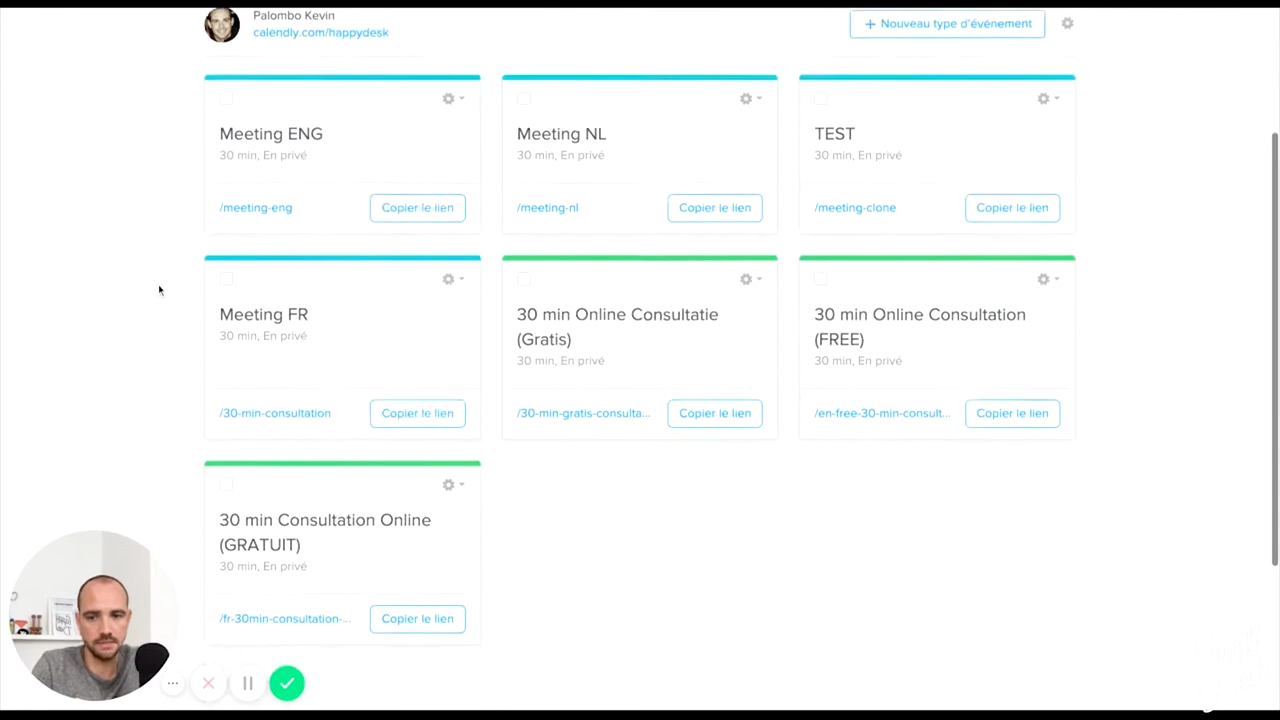 Palombo Kevin
calendly.com/happydesk
+ Nouveau type d'événement
Meeting ENG
30 min, En privé
/meeting-eng
Copier le lien
Meeting NL
30 min, En privé
/meeting-nl
Copier le lien
TEST
30 min, En privé
/meeting-clone
Copier le lien
Meeting FR
30 min, En privé
/30-min-consultation
Copier le lien
30 min Online Consultatie
(Gratis)
30 min, En privé
/30-min-gratis-consulta...
Copier le lien
30 min Online Consultation
(FREE)
30 min, En privé
/en-free-30-min-consult...
Copier le lien
30 min Consultation Online
(GRATUIT)
30 min, En privé
/fr-30min-consultation-...
Copier le lien